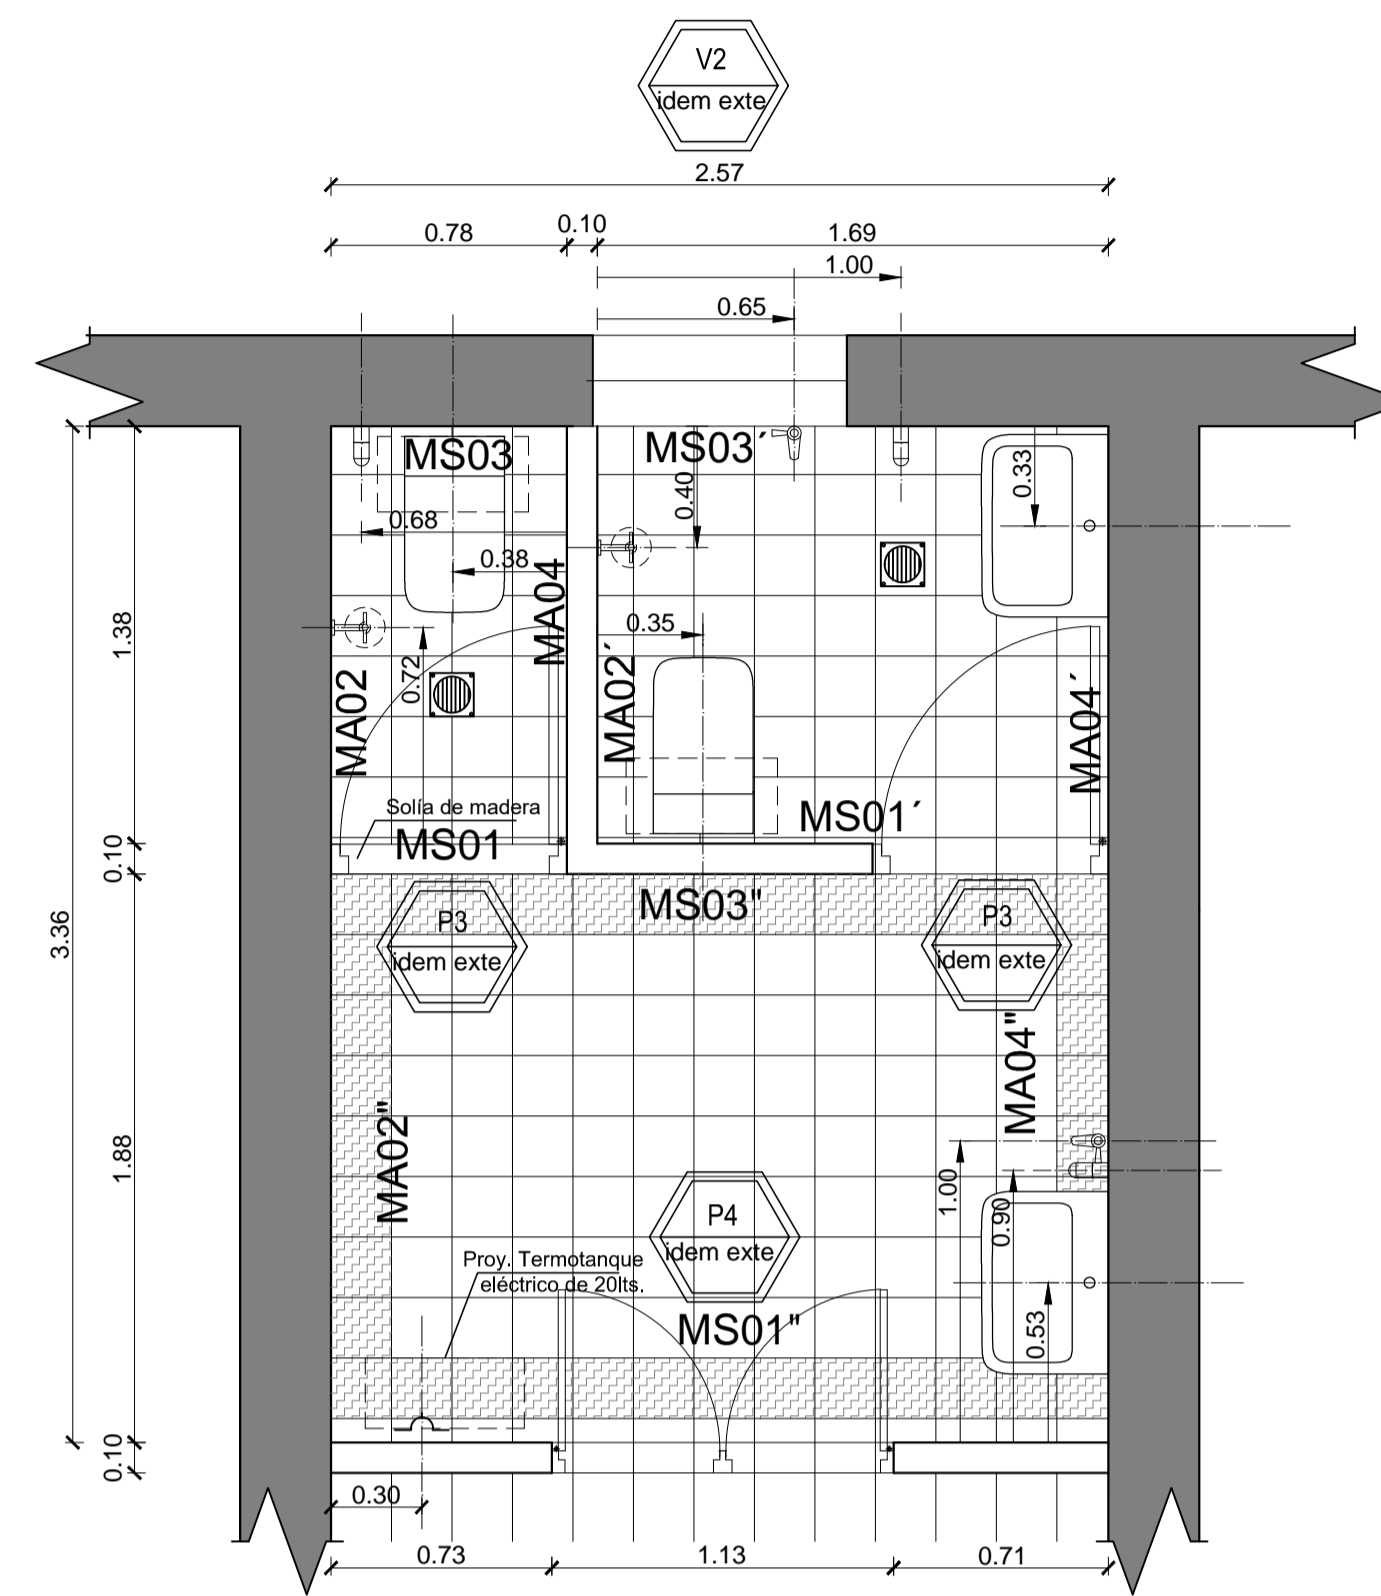 V2
idem exte
2.57
0.78
0.10
1.69
1.00
0.65
MS03
MS03´
0.40
0.33
0.68
0.38
MA04
0.35
1.38
0.72
MA02
MA02´
MA04´
Solía de madera
MS01
MS01´
0.10
P3
idem exte
MS03"
P3
idem exte
3.36
MA04"
MA02"
1.88
1.00
0.90
P4
idem exte
Proy. Termotanque
eléctrico de 20lts.
MS01"
0.53
0.10
0.30
0.73
1.13
0.71